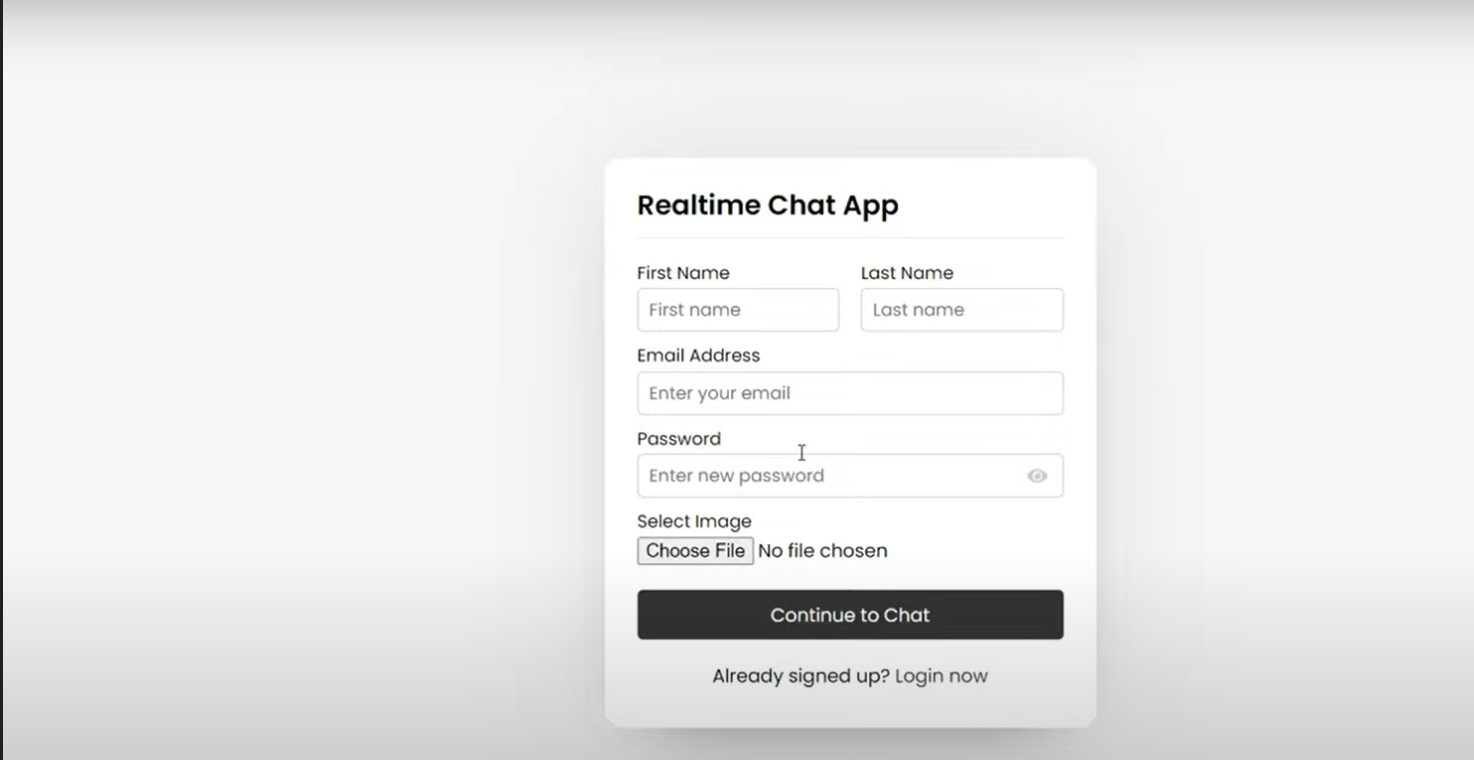 Realtime Chat App
First Name Last Name
First name Last name
Email Address
Enter your email
Password
Enter new password
Select Image
Choose File No file chosen
Continue to Chat
Already signed up? Login now